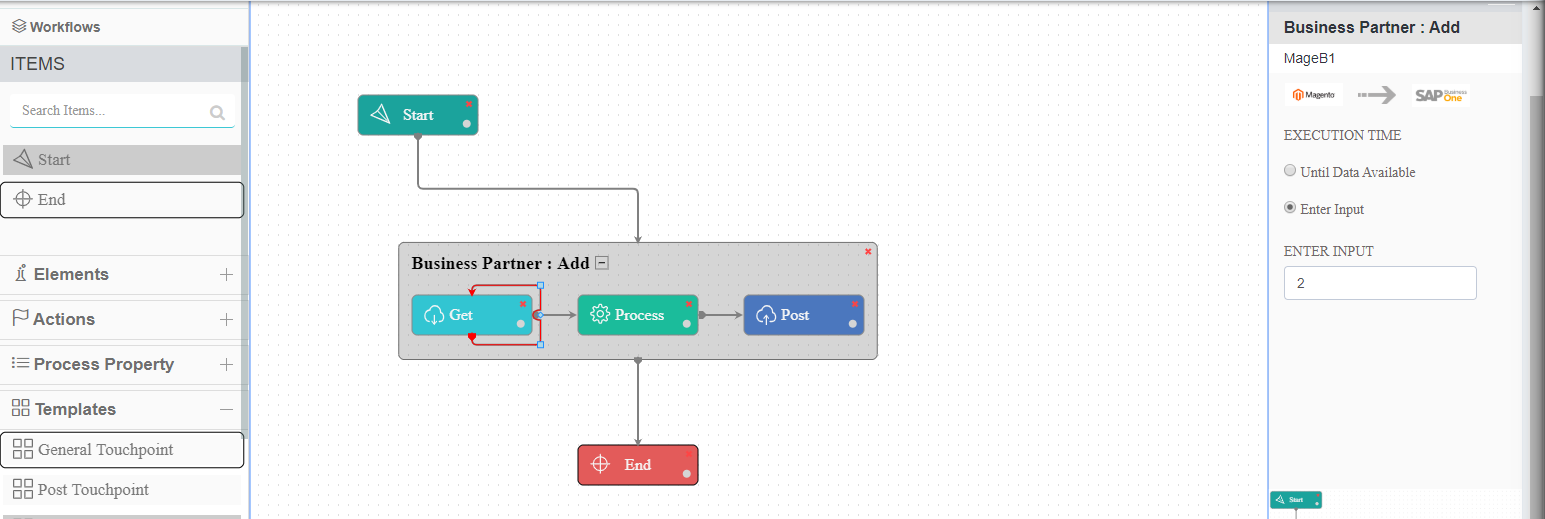 Workflows
ITEMS
Search Items...
Start
End
Elements
Actions
Process Property
Templates
General Touchpoint
Post Touchpoint
Start
Business Partner : Add
Get
Process
Post
End
Business Partner : Add
MageB1
Magento
SAP Business One
EXECUTION TIME
Until Data Available
Enter Input
ENTER INPUT
2
Start